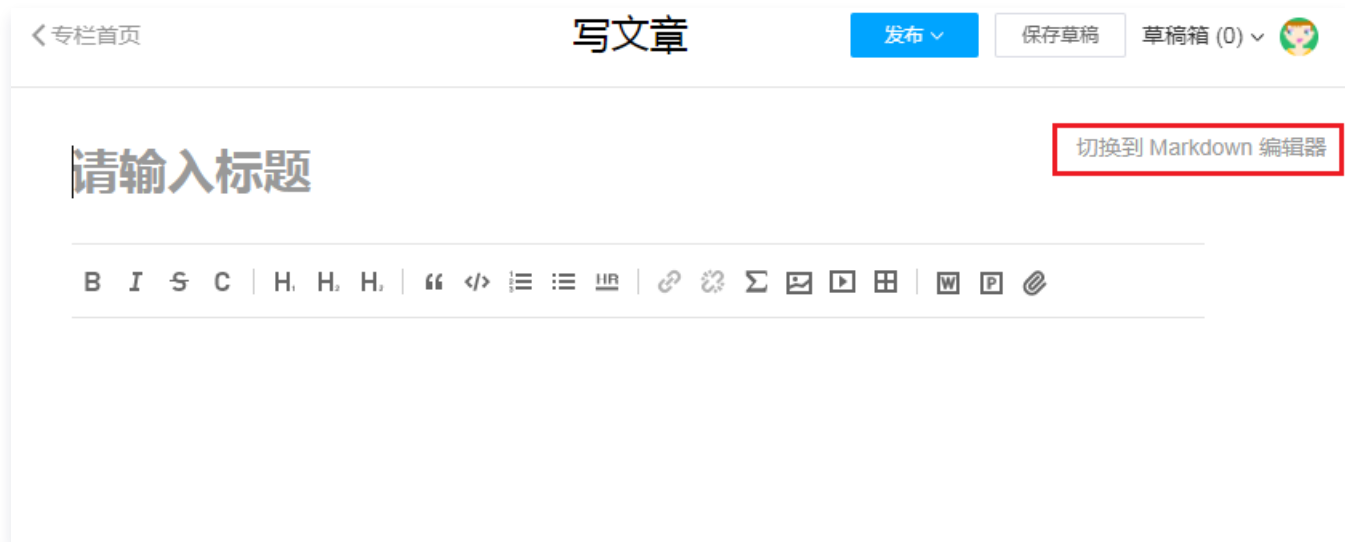 专栏首页 写文章 发布 保存草稿 草稿箱 (0)
切换到 Markdown 编辑器
请输入标题
B I S C H₁ H₂ H₃ “ </> HR Σ W P